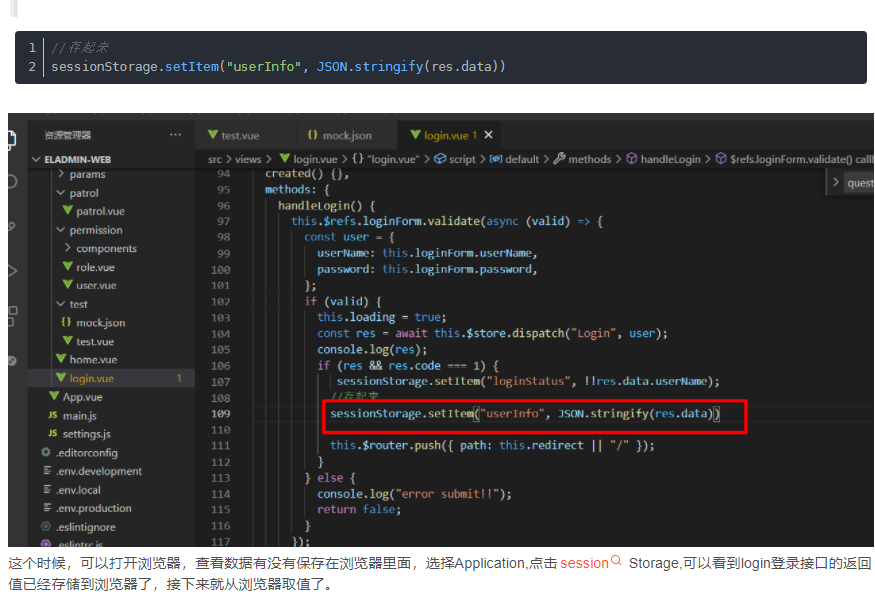 1 //存起来
2 sessionStorage.setItem("userInfo", JSON.stringify(res.data))
资源管理器 ···
test.vue
{} mock.json
login.vue 1 ×
ELADMIN-WEB
src > views > login.vue > {} "login.vue" > script > default > methods > handleLogin > $refs.loginForm.validate() callb
params
patrol
patrol.vue
permission
components
role.vue
user.vue
test
{} mock.json
test.vue
home.vue
login.vue 1
App.vue
JS main.js
JS settings.js
.editorconfig
.env.development
.env.local
.env.production
.eslintignore
.eslintrc.js
94 created() {},
95 methods: {
96 handleLogin() {
97 this.$refs.loginForm.validate(async (valid) => {
98 const user = {
99 userName: this.loginForm.userName,
100 password: this.loginForm.password,
101 };
102 if (valid) {
103 this.loading = true;
104 const res = await this.$store.dispatch("Login", user);
105 console.log(res);
106 if (res && res.code === 1) {
107 sessionStorage.setItem("loginStatus", !!res.data.userName);
108 //存起来
109 sessionStorage.setItem("userInfo", JSON.stringify(res.data))
110
111 this.$router.push({ path: this.redirect || "/" });
112 }
113 } else {
114 console.log("error submit!!");
115 return false;
116 }
117 });
> quest
这个时候，可以打开浏览器，查看数据有没有保存在浏览器里面，选择Application,点击 session Storage,可以看到login登录接口的返回
值已经存储到浏览器了，接下来就从浏览器取值了。